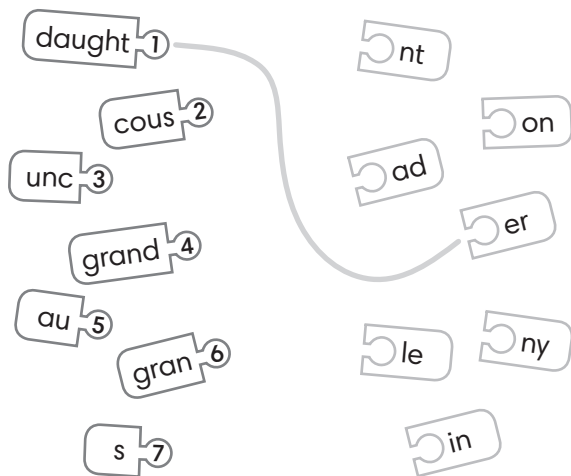 daught 1
cous 2
unc 3
grand 4
au 5
gran 6
s 7
nt
on
ad
er
le
ny
in